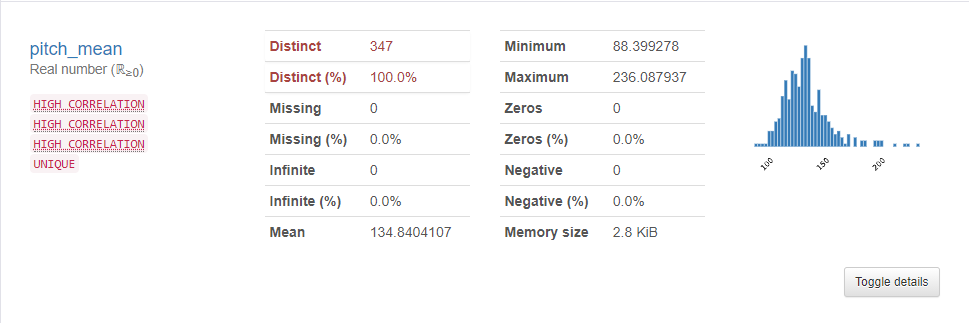 pitch_mean
Real number (ℝ≥0)
HIGH CORRELATION
HIGH CORRELATION
HIGH CORRELATION
UNIQUE
Distinct 347
Distinct (%) 100.0%
Missing 0
Missing (%) 0.0%
Infinite 0
Infinite (%) 0.0%
Mean 134.8404107
Minimum 88.399278
Maximum 236.087937
Zeros 0
Zeros (%) 0.0%
Negative 0
Negative (%) 0.0%
Memory size 2.8 KiB
100 150 200
Toggle details